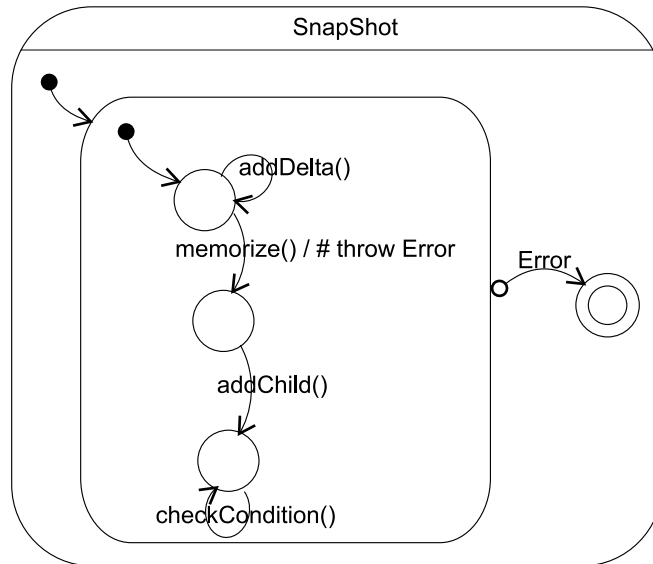 SnapShot
addDelta()
memorize() / # throw Error
Error
addChild()
checkCondition()